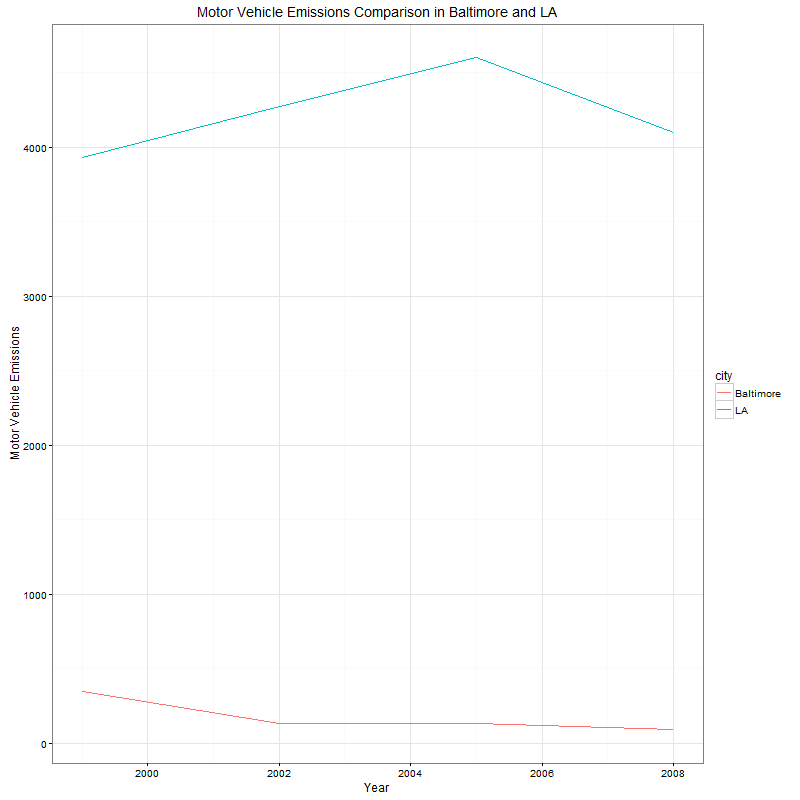 Motor Vehicle Emissions Comparison in Baltimore and LA
Motor Vehicle Emissions
4000
3000
2000
1000
0
2000
2002
2004
2006
2008
Year
city
Baltimore
LA